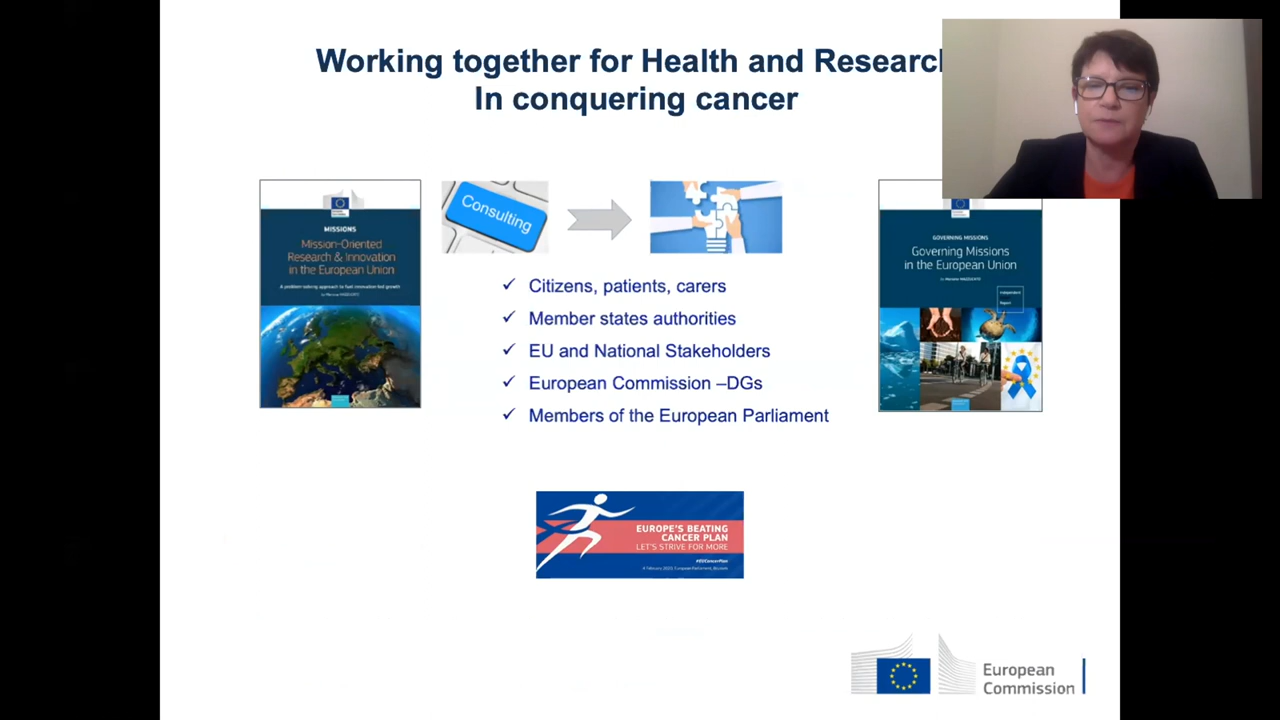 Working together for Health and Researc
In conquering cancer
MISSIONS
Mission-Oriented
Research & Innovation
in the European Union
A problem-solving approach to fuel innovation-led growth
by Mariana MAZZUCATO
Consulting
GOVERNING MISSIONS
Governing Missions
in the European Union
by Mariana MAZZUCATO
Independent
Report
✓ Citizens, patients, carers
✓ Member states authorities
✓ EU and National Stakeholders
✓ European Commission –DGs
✓ Members of the European Parliament
EUROPE'S BEATING
CANCER PLAN
LET'S STRIVE FOR MORE
#EUCancerPlan
4 February 2020, European Parliament, Brussels
European
Commission